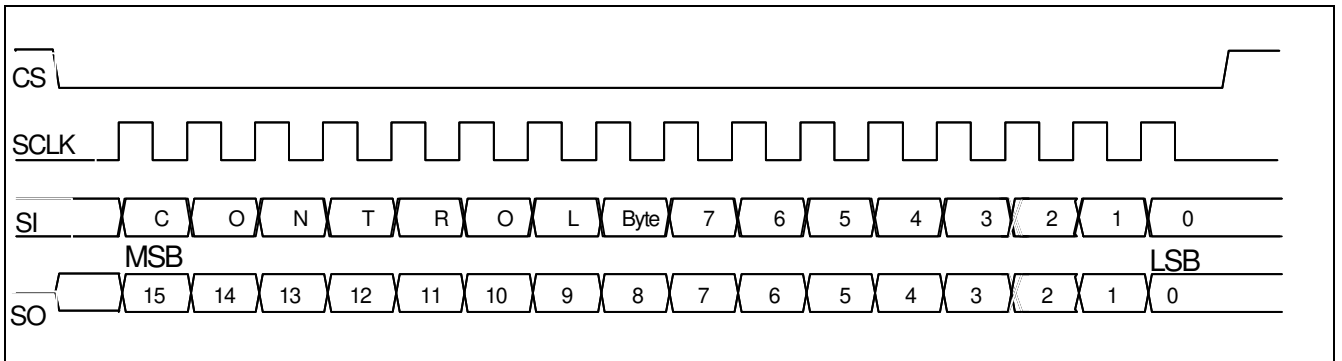 CS
SCLK
SI C O N T R O L Byte 7 6 5 4 3 2 1 0
MSB LSB
SO 15 14 13 12 11 10 9 8 7 6 5 4 3 2 1 0